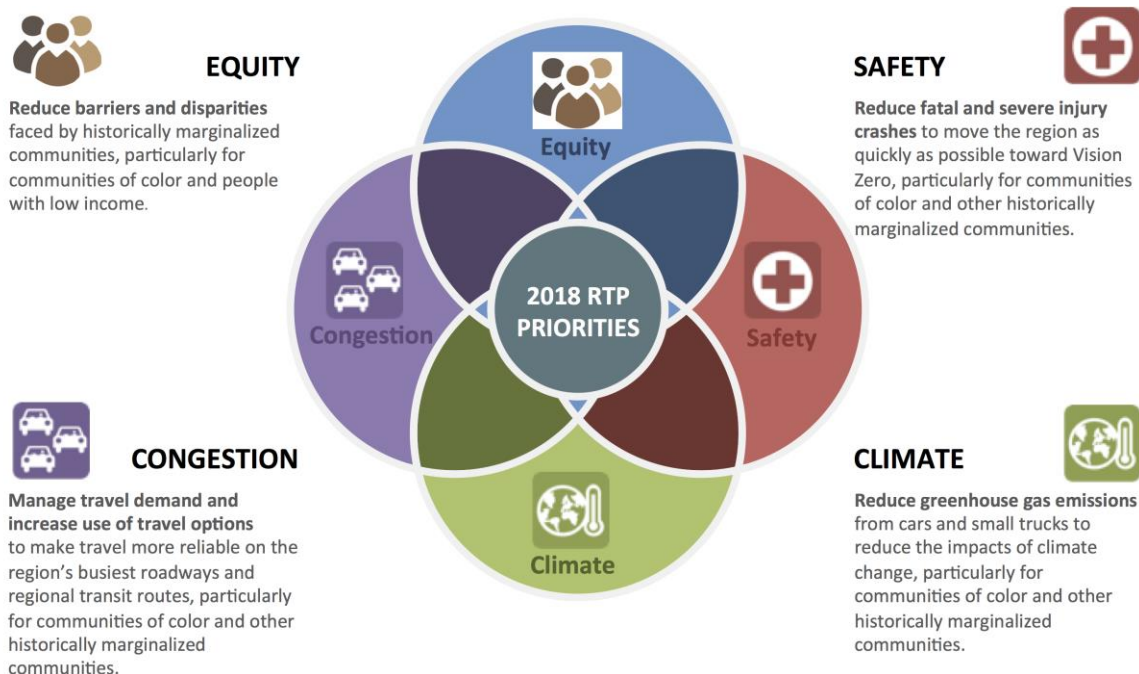 EQUITY
Reduce barriers and disparities
faced by historically marginalized
communities, particularly for
communities of color and people
with low income.
SAFETY
Reduce fatal and severe injury
crashes to move the region as
quickly as possible toward Vision
Zero, particularly for communities
of color and other historically
marginalized communities.
Equity
Congestion
2018 RTP
PRIORITIES
Safety
Climate
CONGESTION
Manage travel demand and
increase use of travel options
to make travel more reliable on the
region's busiest roadways and
regional transit routes, particularly
for communities of color and other
historically marginalized
communities.
CLIMATE
Reduce greenhouse gas emissions
from cars and small trucks to
reduce the impacts of climate
change, particularly for
communities of color and other
historically marginalized
communities.